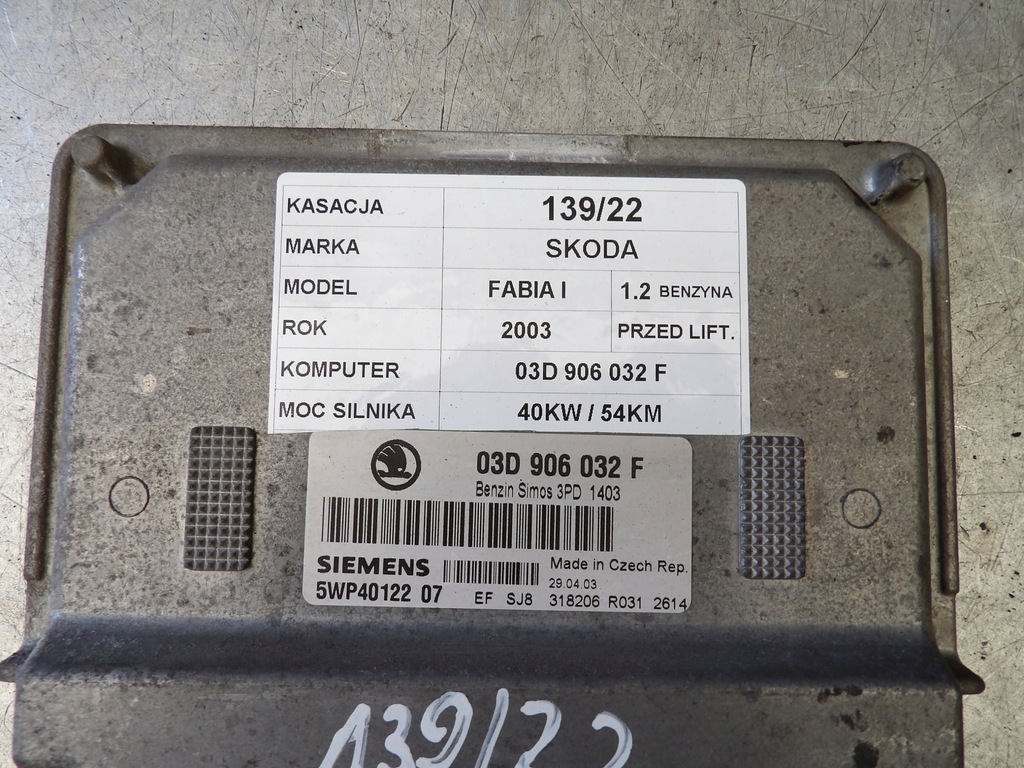 KASACJA 139/22
MARKA SKODA
MODEL FABIA I 1.2 BENZYNA
ROK 2003 PRZED LIFT.
KOMPUTER 03D 906 032 F
MOC SILNIKA 40KW / 54KM
03D 906 032 F
Benzin Simos 3PD 1403
SIEMENS Made in Czech Rep.
29.04.03
5WP40122 07 EF SJ8 318206 R031 2614
139/22